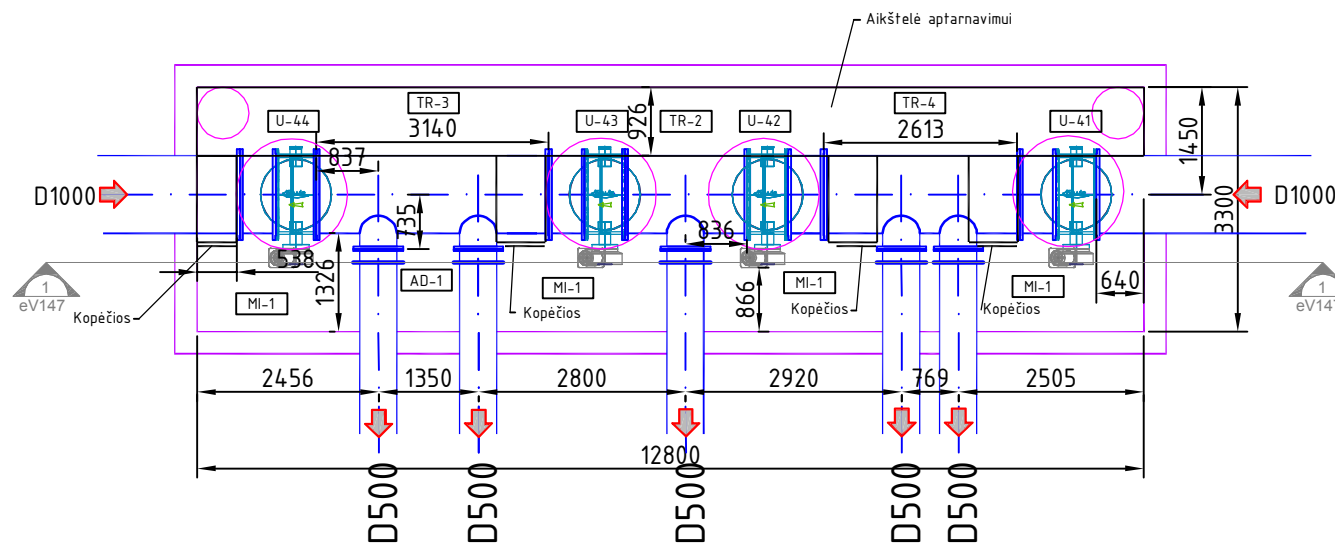 Aikštelė aptarnavimui
TR-3
TR-4
U-44
3140
U-43
926
TR-2
U-42
2613
U-41
837
1450
D1000
735
3300
D1000
836
538
1326
AD-1
MI-1
MI-1
866
MI-1
MI-1
640
1
eV147
1
eV147
Kopėčios
Kopėčios
Kopėčios
Kopėčios
2456
1350
2800
2920
769
2505
12800
D500
D500
D500
D500
D500